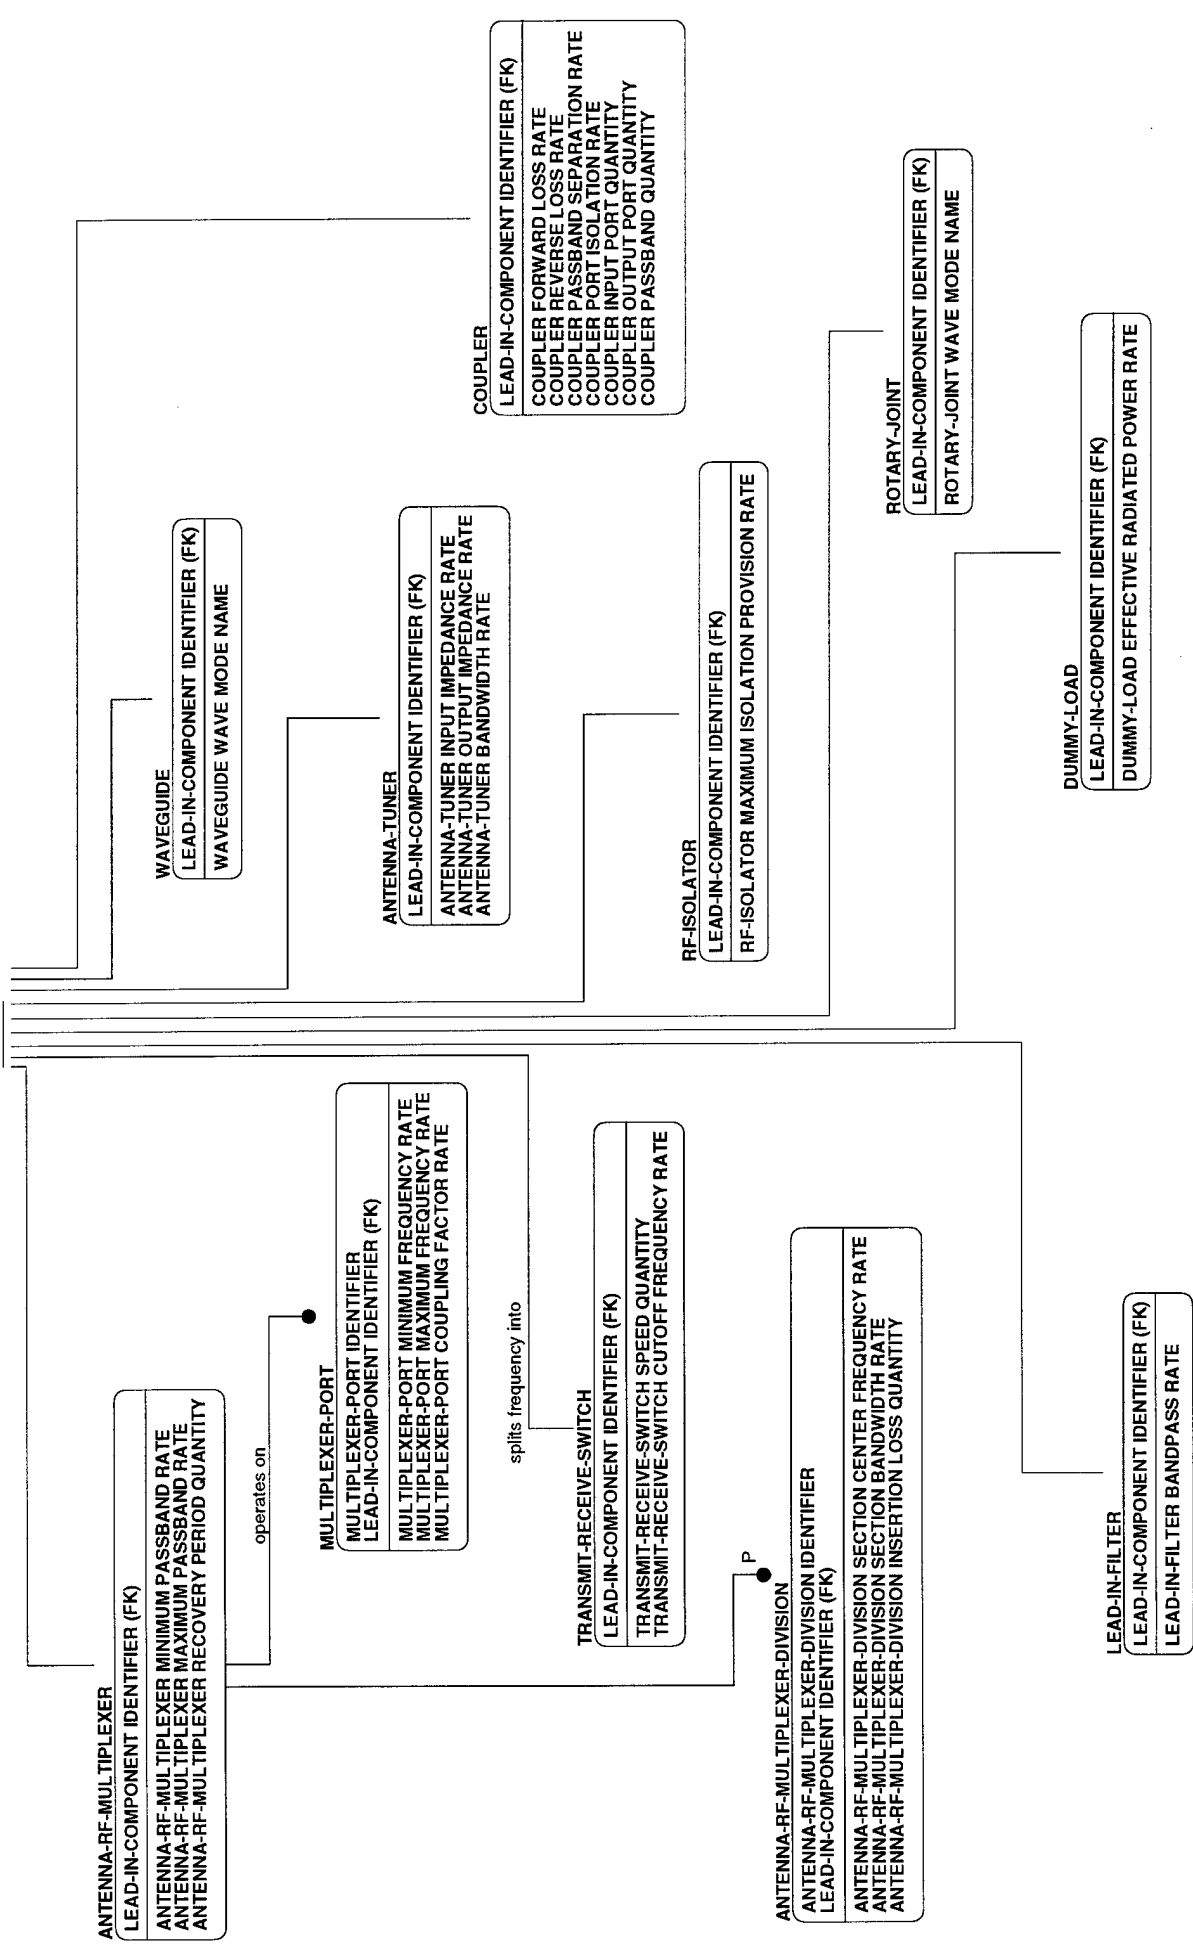 ANTENNA-RF-MULTIPLEXER
LEAD-IN-COMPONENT IDENTIFIER (FK)
ANTENNA-RF-MULTIPLEXER MINIMUM PASSBAND RATE
ANTENNA-RF-MULTIPLEXER MAXIMUM PASSBAND RATE
ANTENNA-RF-MULTIPLEXER RECOVERY PERIOD QUANTITY
operates on
MULTIPLEXER-PORT
MULTIPLEXER-PORT IDENTIFIER
LEAD-IN-COMPONENT IDENTIFIER (FK)
MULTIPLEXER-PORT MINIMUM FREQUENCY RATE
MULTIPLEXER-PORT MAXIMUM FREQUENCY RATE
MULTIPLEXER-PORT COUPLING FACTOR RATE
splits frequency into
TRANSMIT-RECEIVE-SWITCH
LEAD-IN-COMPONENT IDENTIFIER (FK)
TRANSMIT-RECEIVE-SWITCH SPEED QUANTITY
TRANSMIT-RECEIVE-SWITCH CUTOFF FREQUENCY RATE
P
ANTENNA-RF-MULTIPLEXER-DIVISION
ANTENNA-RF-MULTIPLEXER-DIVISION IDENTIFIER
LEAD-IN-COMPONENT IDENTIFIER (FK)
ANTENNA-RF-MULTIPLEXER-DIVISION SECTION CENTER FREQUENCY RATE
ANTENNA-RF-MULTIPLEXER-DIVISION SECTION BANDWIDTH RATE
ANTENNA-RF-MULTIPLEXER-DIVISION INSERTION LOSS QUANTITY
LEAD-IN-FILTER
LEAD-IN-COMPONENT IDENTIFIER (FK)
LEAD-IN-FILTER BANDPASS RATE
WAVEGUIDE
LEAD-IN-COMPONENT IDENTIFIER (FK)
WAVEGUIDE WAVE MODE NAME
ANTENNA-TUNER
LEAD-IN-COMPONENT IDENTIFIER (FK)
ANTENNA-TUNER INPUT IMPEDANCE RATE
ANTENNA-TUNER OUTPUT IMPEDANCE RATE
ANTENNA-TUNER BANDWIDTH RATE
RF-ISOLATOR
LEAD-IN-COMPONENT IDENTIFIER (FK)
RF-ISOLATOR MAXIMUM ISOLATION PROVISION RATE
DUMMY-LOAD
LEAD-IN-COMPONENT IDENTIFIER (FK)
DUMMY-LOAD EFFECTIVE RADIATED POWER RATE
COUPLER
LEAD-IN-COMPONENT IDENTIFIER (FK)
COUPLER FORWARD LOSS RATE
COUPLER REVERSE LOSS RATE
COUPLER PASSBAND SEPARATION RATE
COUPLER PORT ISOLATION RATE
COUPLER INPUT PORT QUANTITY
COUPLER OUTPUT PORT QUANTITY
COUPLER PASSBAND QUANTITY
ROTARY-JOINT
LEAD-IN-COMPONENT IDENTIFIER (FK)
ROTARY-JOINT WAVE MODE NAME